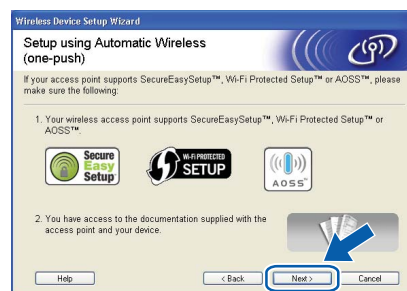 Wireless Device Setup Wizard
Setup using Automatic Wireless
(one-push)
If your access point supports SecureEasySetup™, Wi-Fi Protected Setup™ or AOSS™, please
make sure the following:
1. Your wireless access point supports SecureEasySetup™, Wi-Fi Protected Setup™ or
AOSS™.
Secure
Easy
Setup™
WI-FI PROTECTED
SETUP
AOSS™
2. You have access to the documentation supplied with the
access point and your device.
Help
< Back
Next >
Cancel